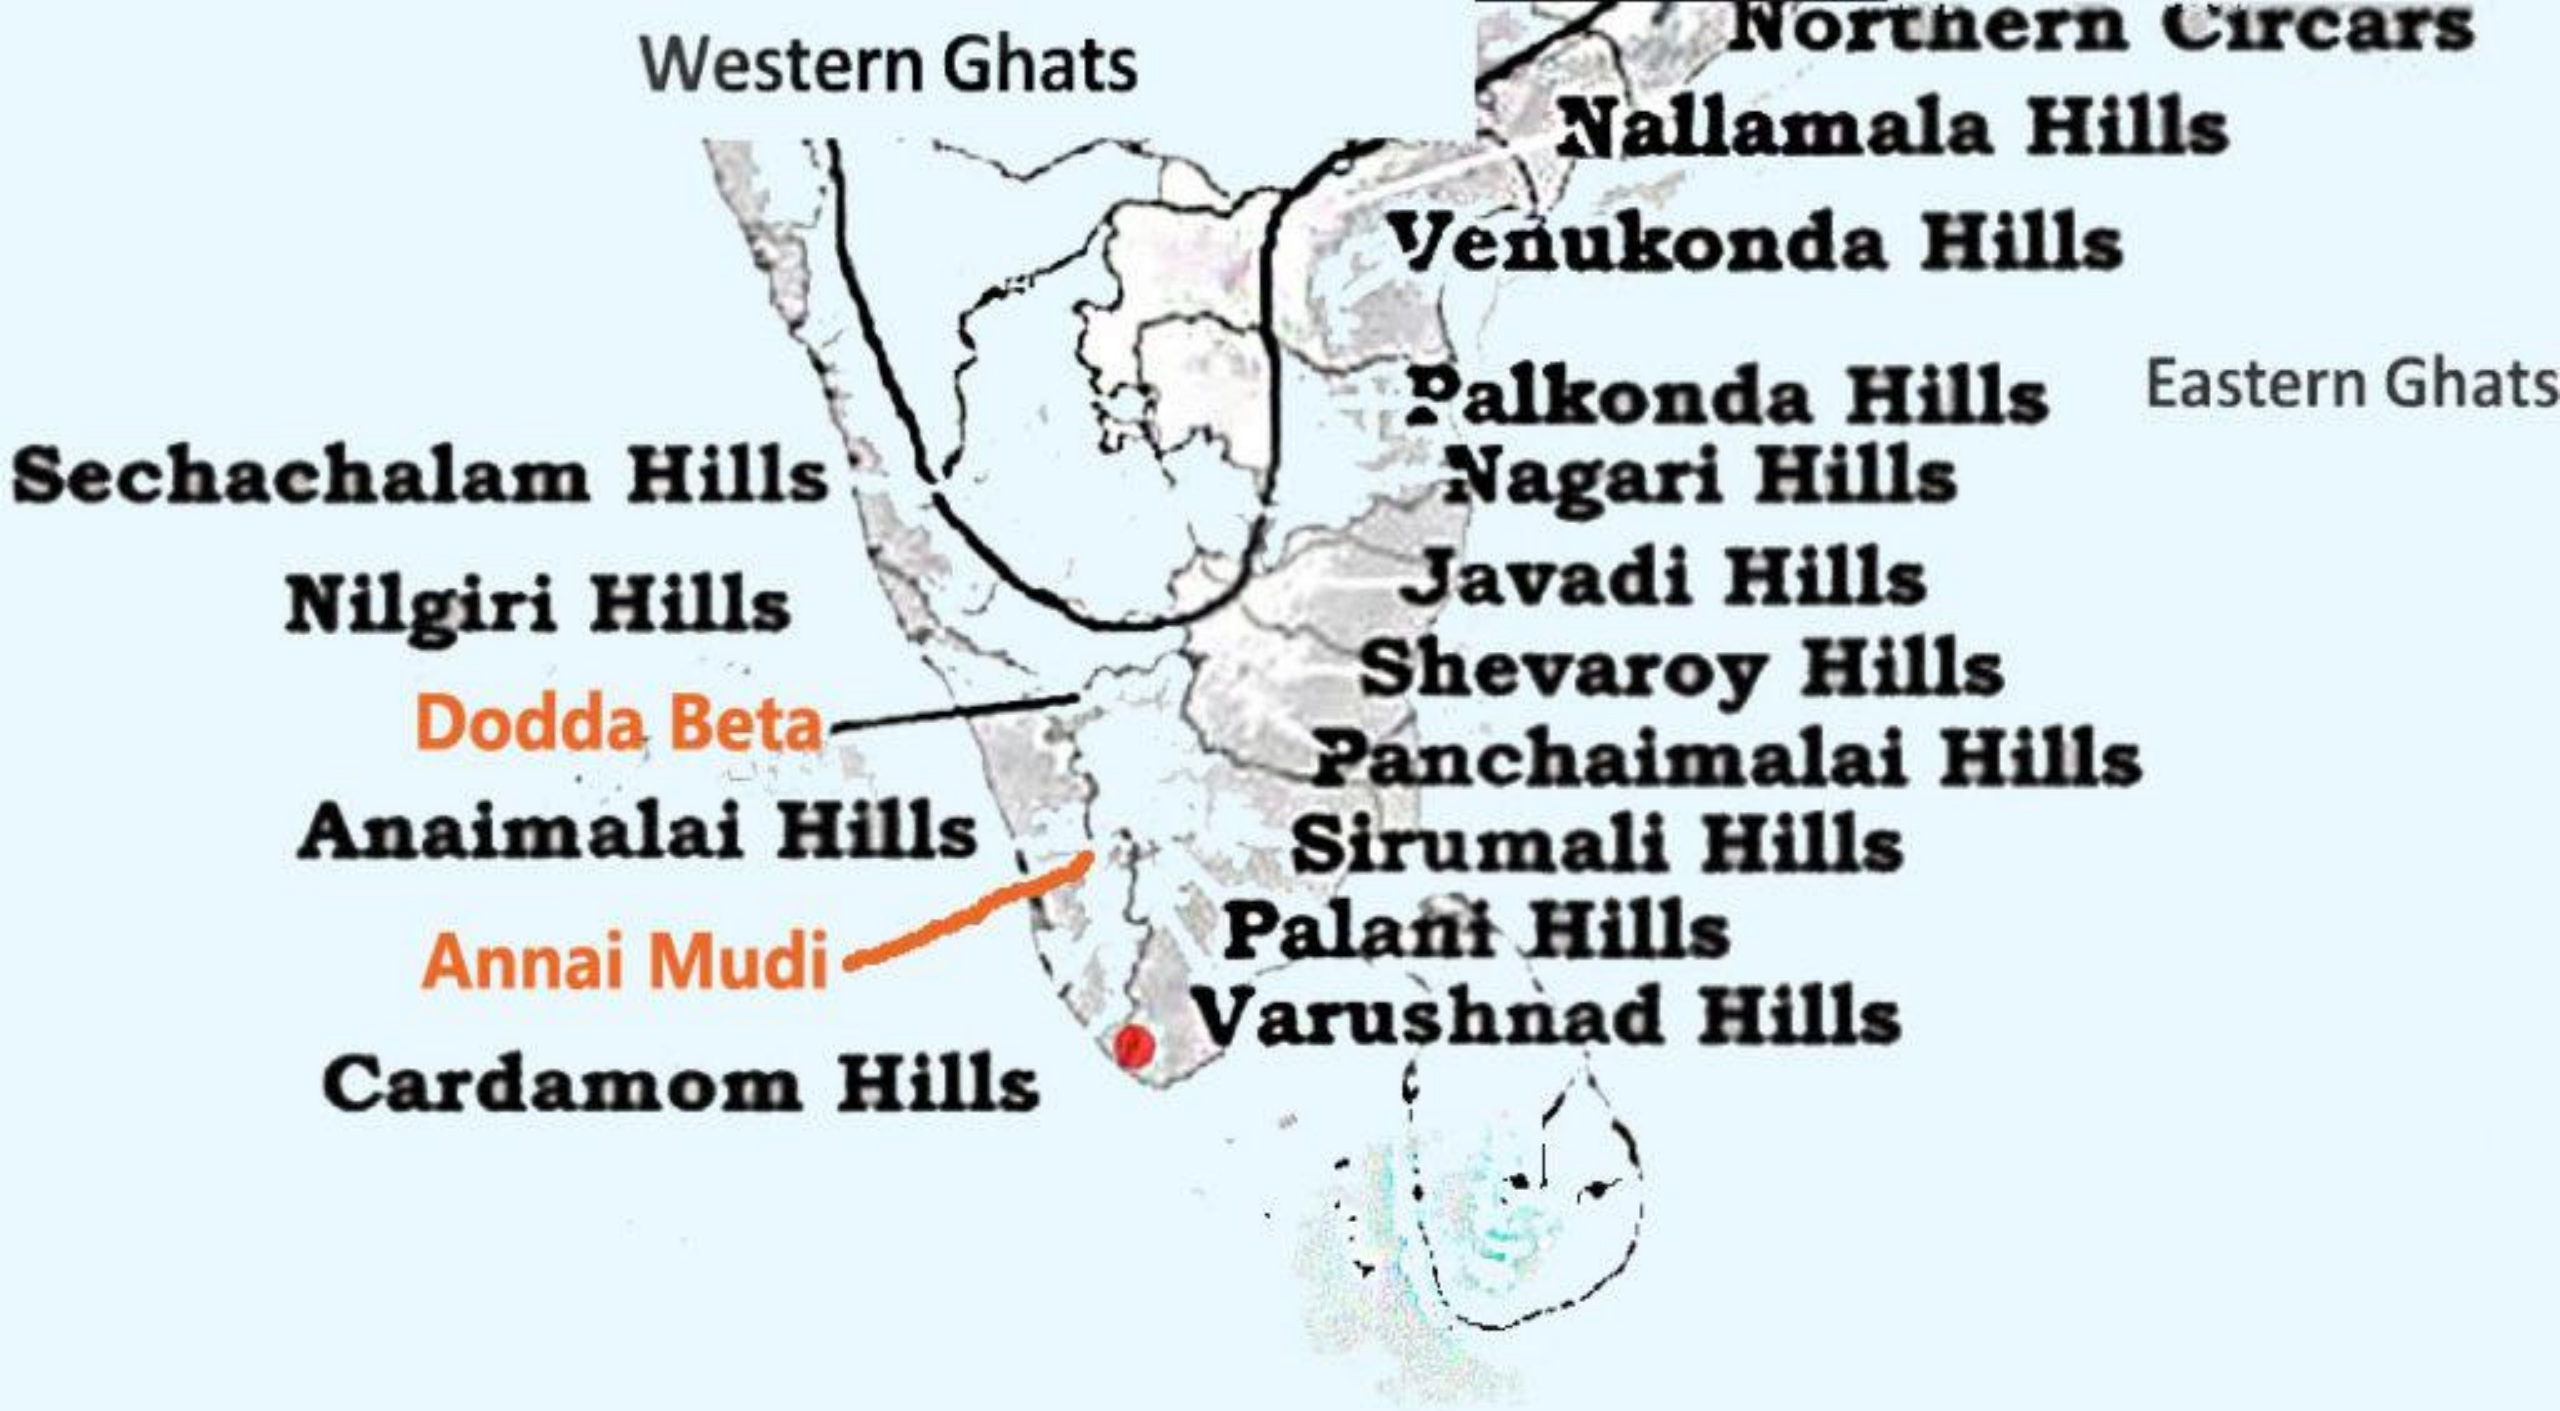 Northern Circars
Western Ghats
Nallamala Hills
Venukonda Hills
Palkonda Hills
Eastern Ghats
Sechachalam Hills
Nagari Hills
Nilgiri Hills
Javadi Hills
Shevaroy Hills
Dodda Beta
Panchaimalai Hills
Anaimalai Hills
Sirumali Hills
Annai Mudi
Palani Hills
Varushnad Hills
Cardamom Hills